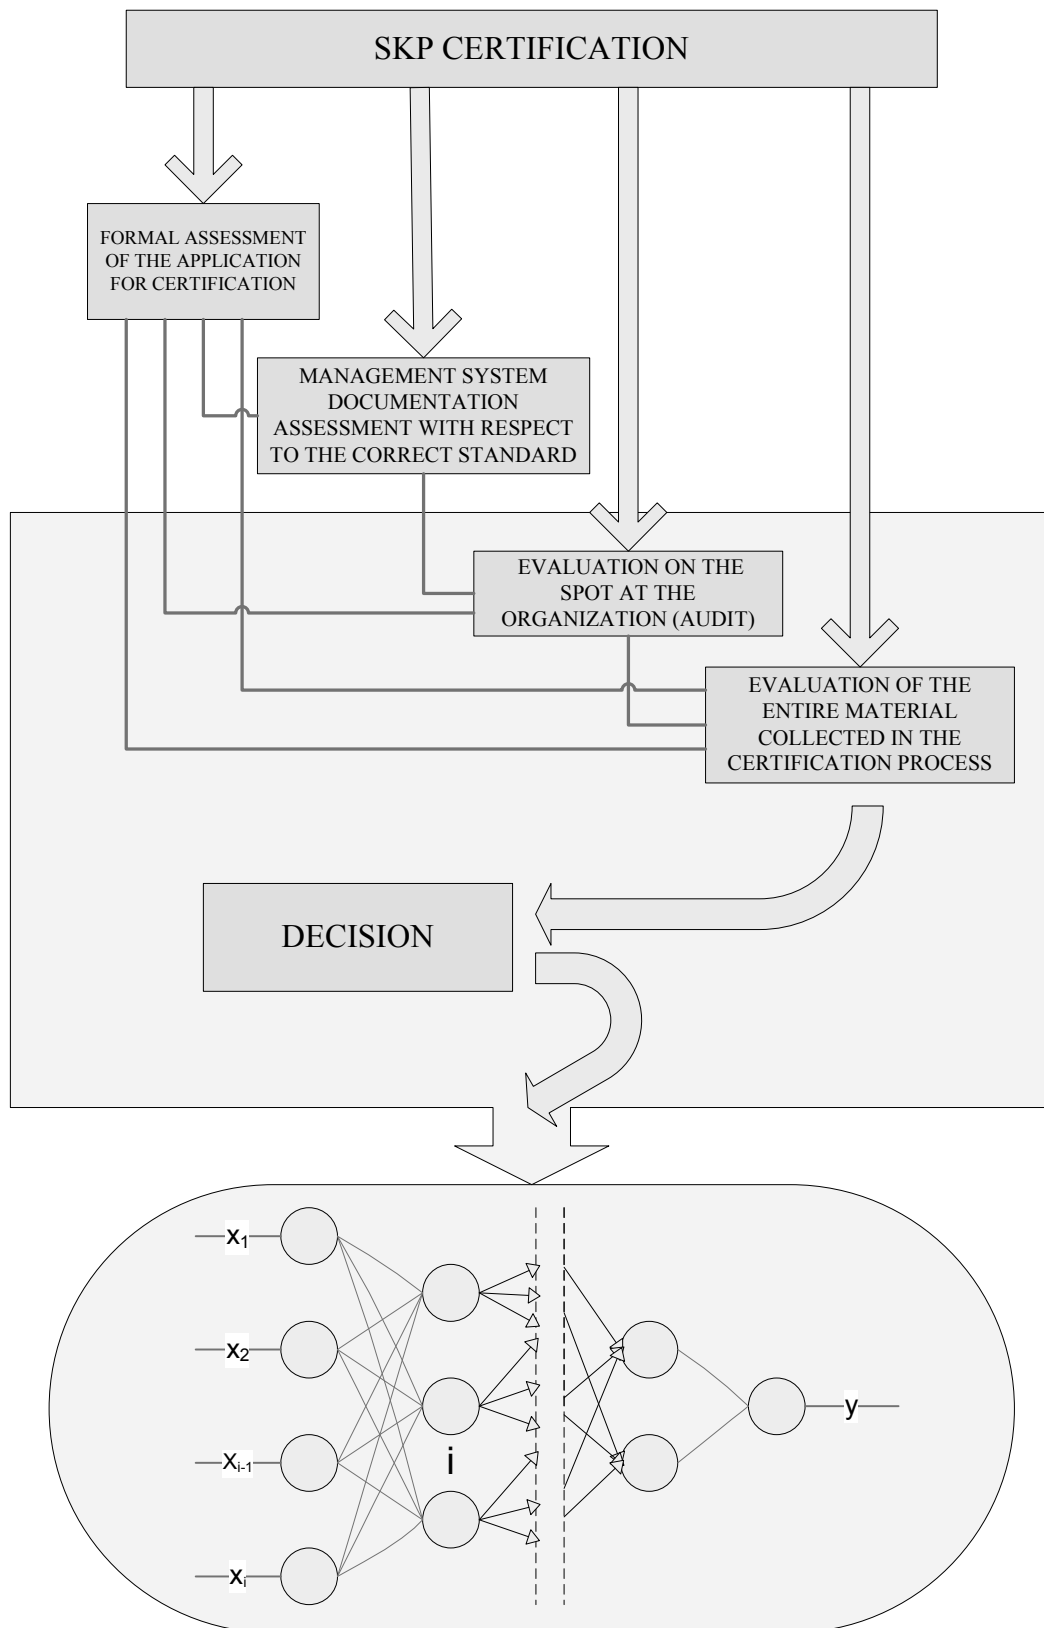 SKP CERTIFICATION
FORMAL ASSESSMENT
OF THE APPLICATION
FOR CERTIFICATION
MANAGEMENT SYSTEM
DOCUMENTATION
ASSESSMENT WITH RESPECT
TO THE CORRECT STANDARD
EVALUATION ON THE
SPOT AT THE
ORGANIZATION (AUDIT)
EVALUATION OF THE
ENTIRE MATERIAL
COLLECTED IN THE
CERTIFICATION PROCESS
DECISION
x₁
x₂
y
xᵢ₋₁
i
xᵢ